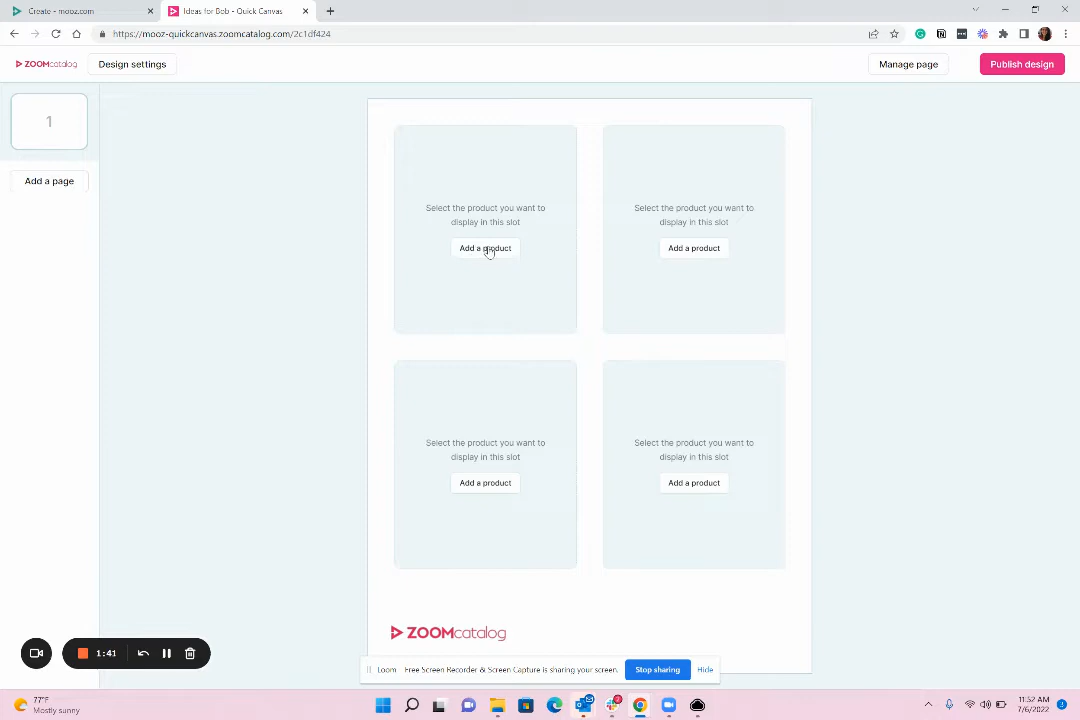 Create - mooz.com
Ideas for Bob - Quick Canvas
https://mooz-quickcanvas.zoomcatalog.com/2c1df424
ZOOMcatalog
Design settings
Manage page
Publish design
1
Add a page
Select the product you want to
display in this slot
Add a product
Select the product you want to
display in this slot
Add a product
Select the product you want to
display in this slot
Add a product
Select the product you want to
display in this slot
Add a product
ZOOMcatalog
1:41
Loom Free Screen Recorder & Screen Capture is sharing your screen.
Stop sharing
Hide
77°F
Mostly sunny
11:52 AM
7/6/2022
3